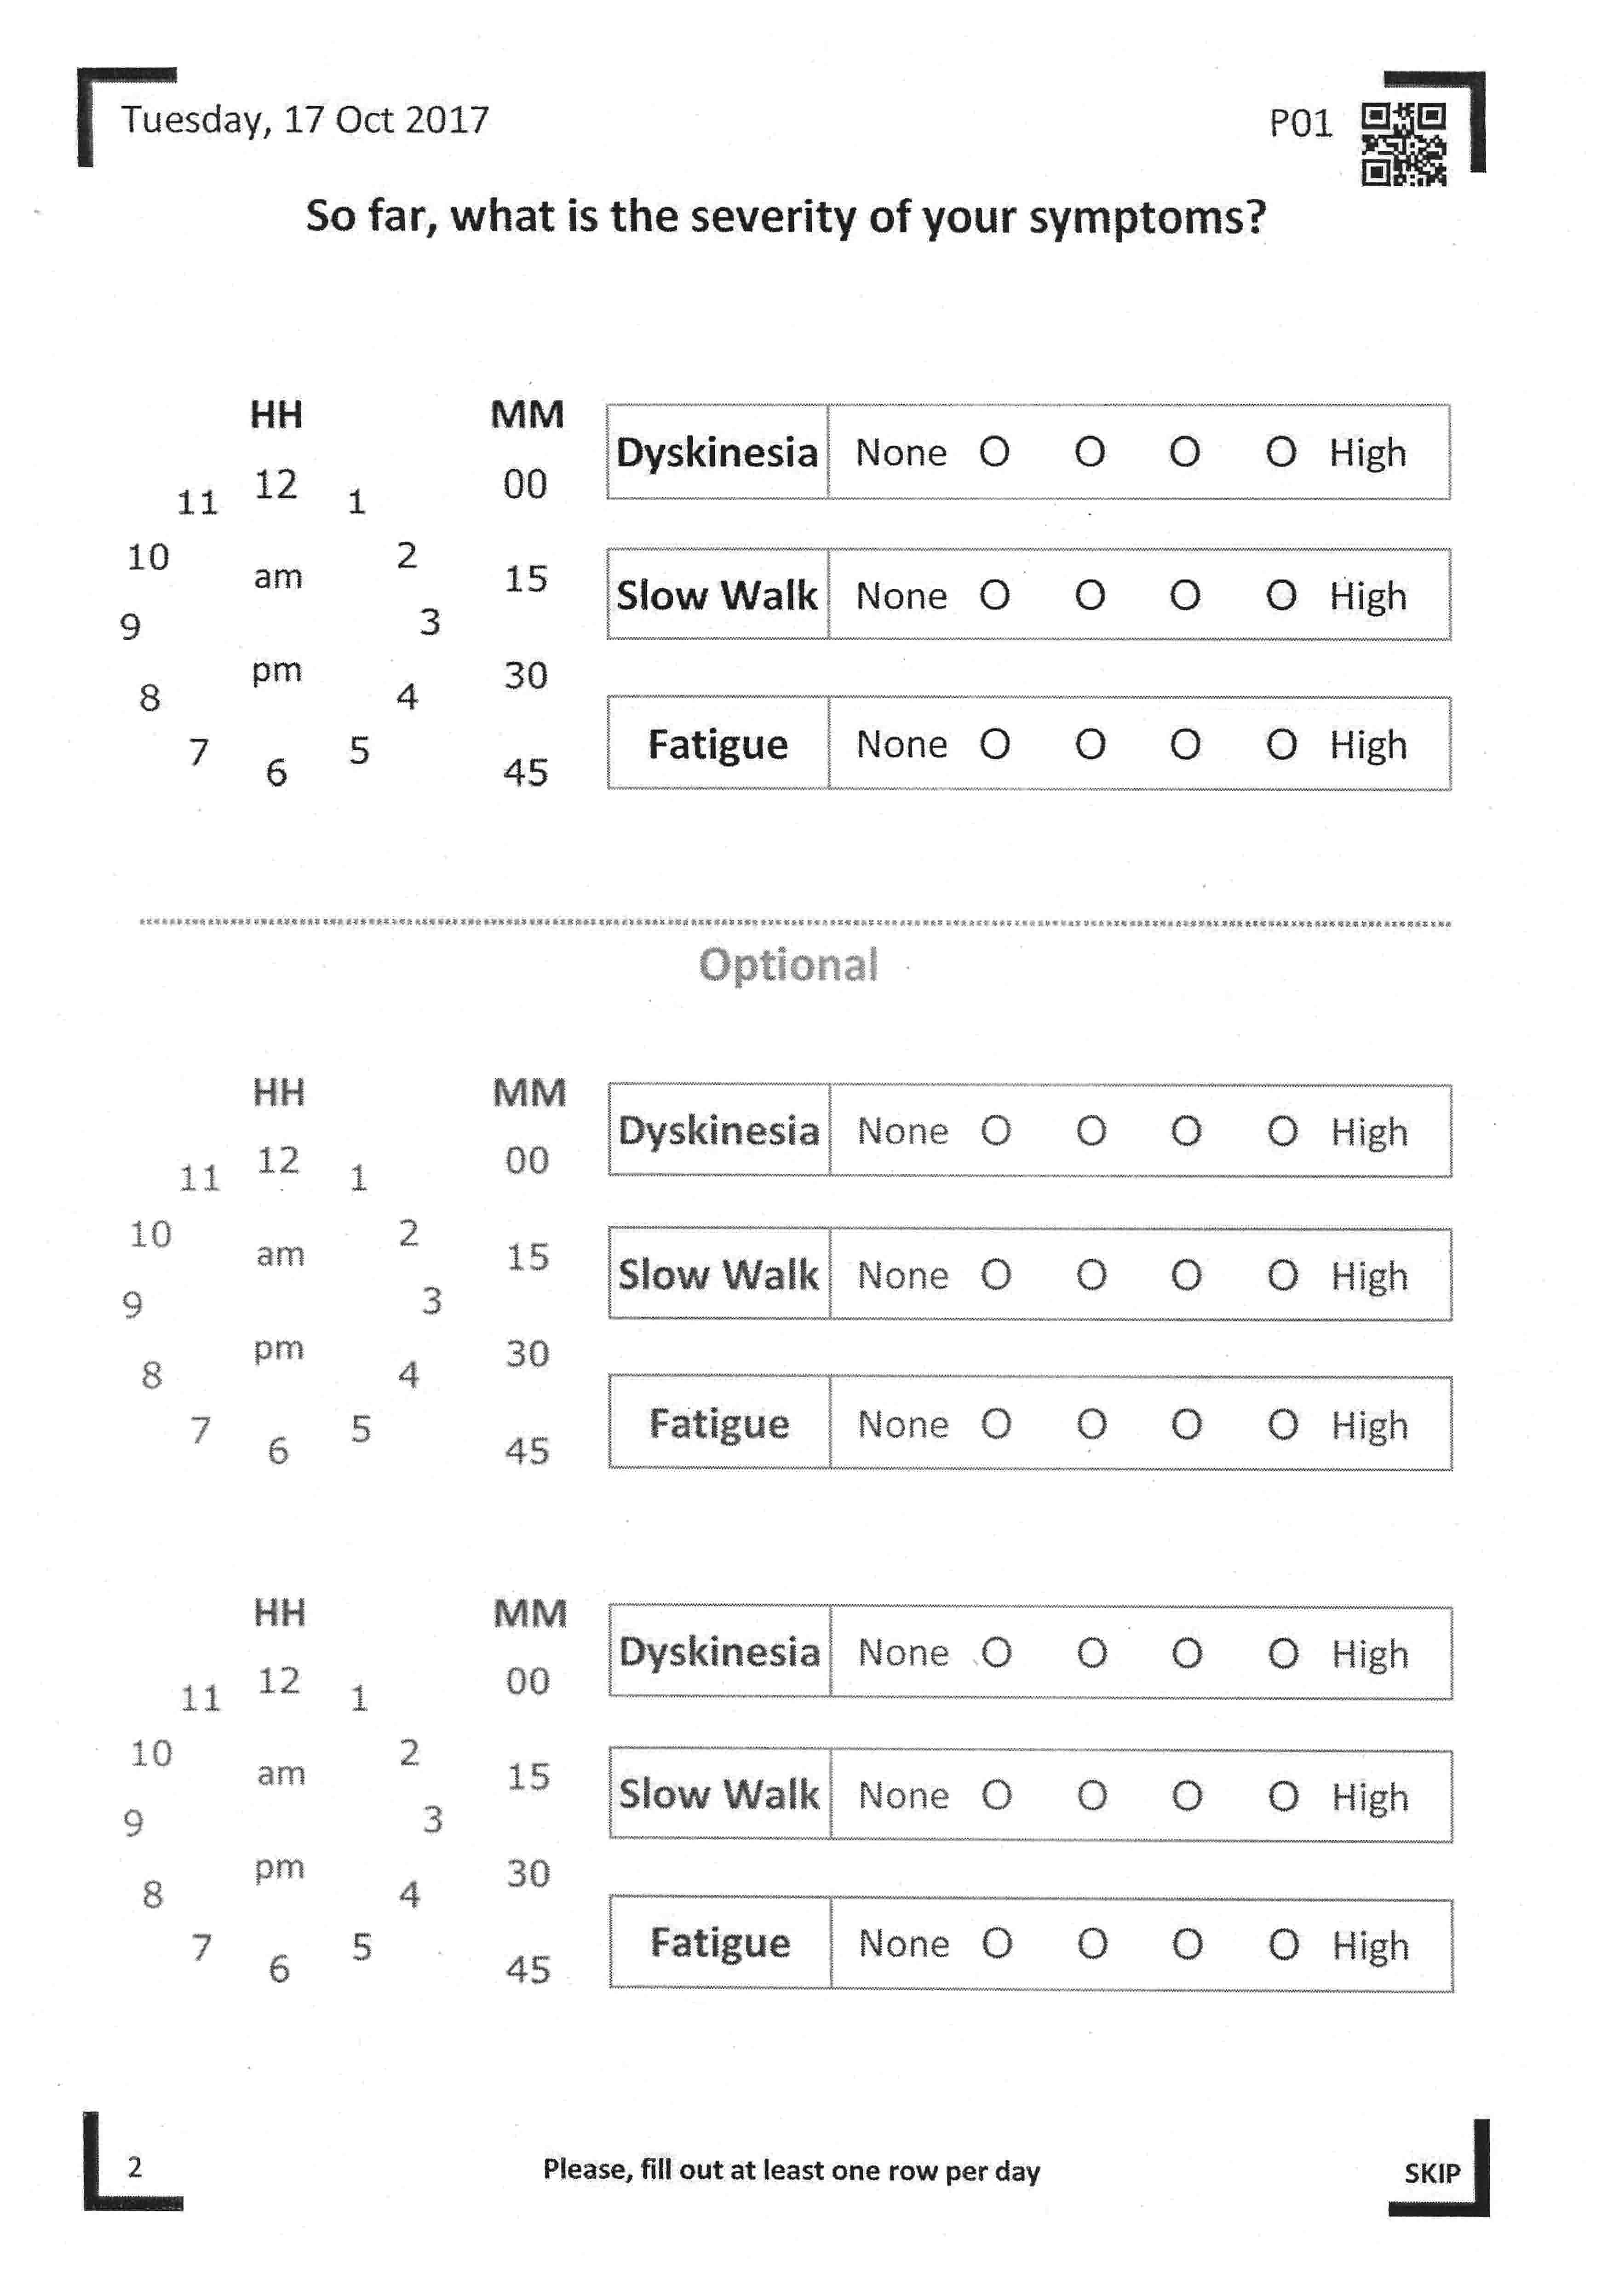 Tuesday, 17 Oct 2017 P01
So far, what is the severity of your symptoms?
HH MM
12 00
11 1
10 2
am 15
9 3
pm 30
8 4
7 5
6 45
Dyskinesia None O O O O High
Slow Walk None O O O O High
Fatigue None O O O O High
Optional
HH MM
12 00
11 1
10 2
am 15
9 3
pm 30
8 4
7 5
6 45
Dyskinesia None O O O O High
Slow Walk None O O O O High
Fatigue None O O O O High
HH MM
12 00
11 1
10 2
am 15
9 3
pm 30
8 4
7 5
6 45
Dyskinesia None O O O O High
Slow Walk None O O O O High
Fatigue None O O O O High
2 Please, fill out at least one row per day SKIP